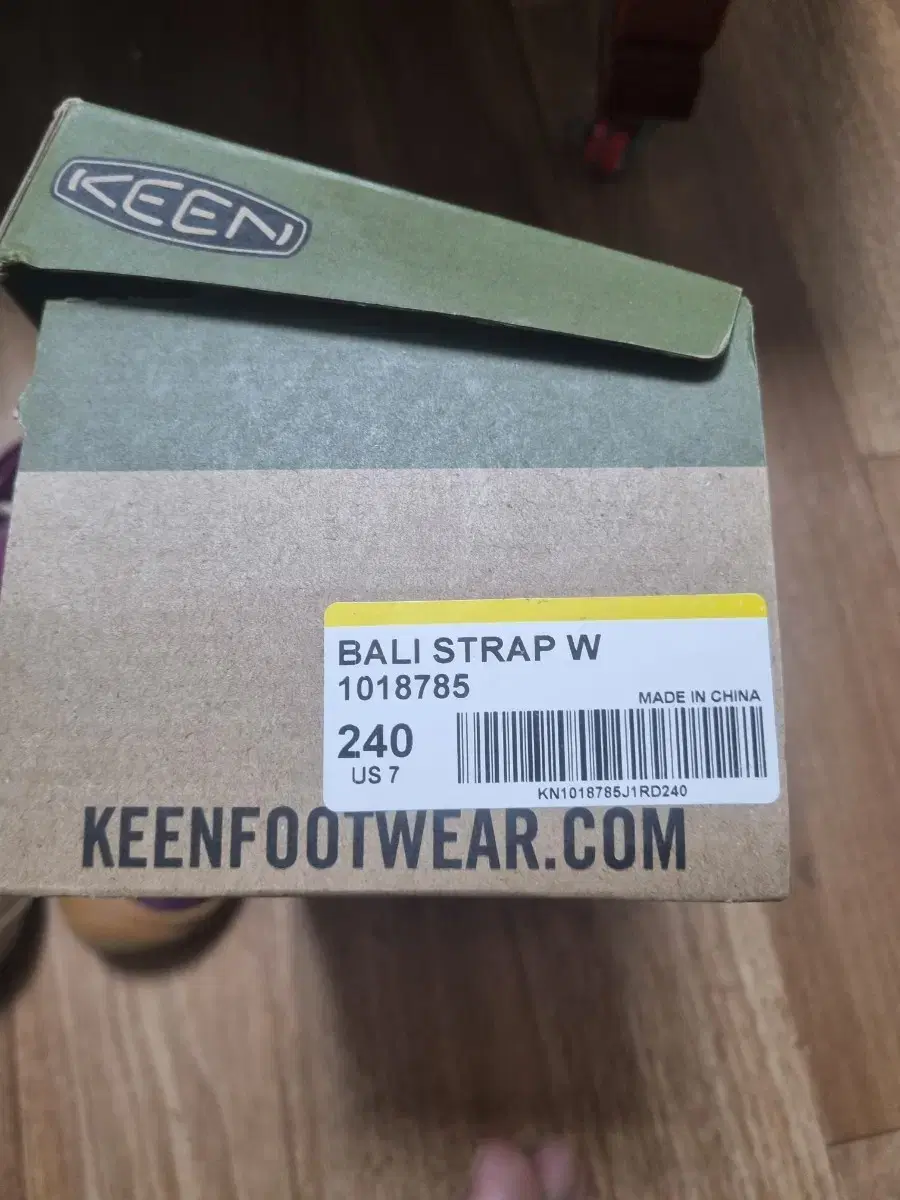 KEEN
BALI STRAP W
1018785
MADE IN CHINA
240
US 7
KN1018785J1RD240
KEENFOOTWEAR.COM